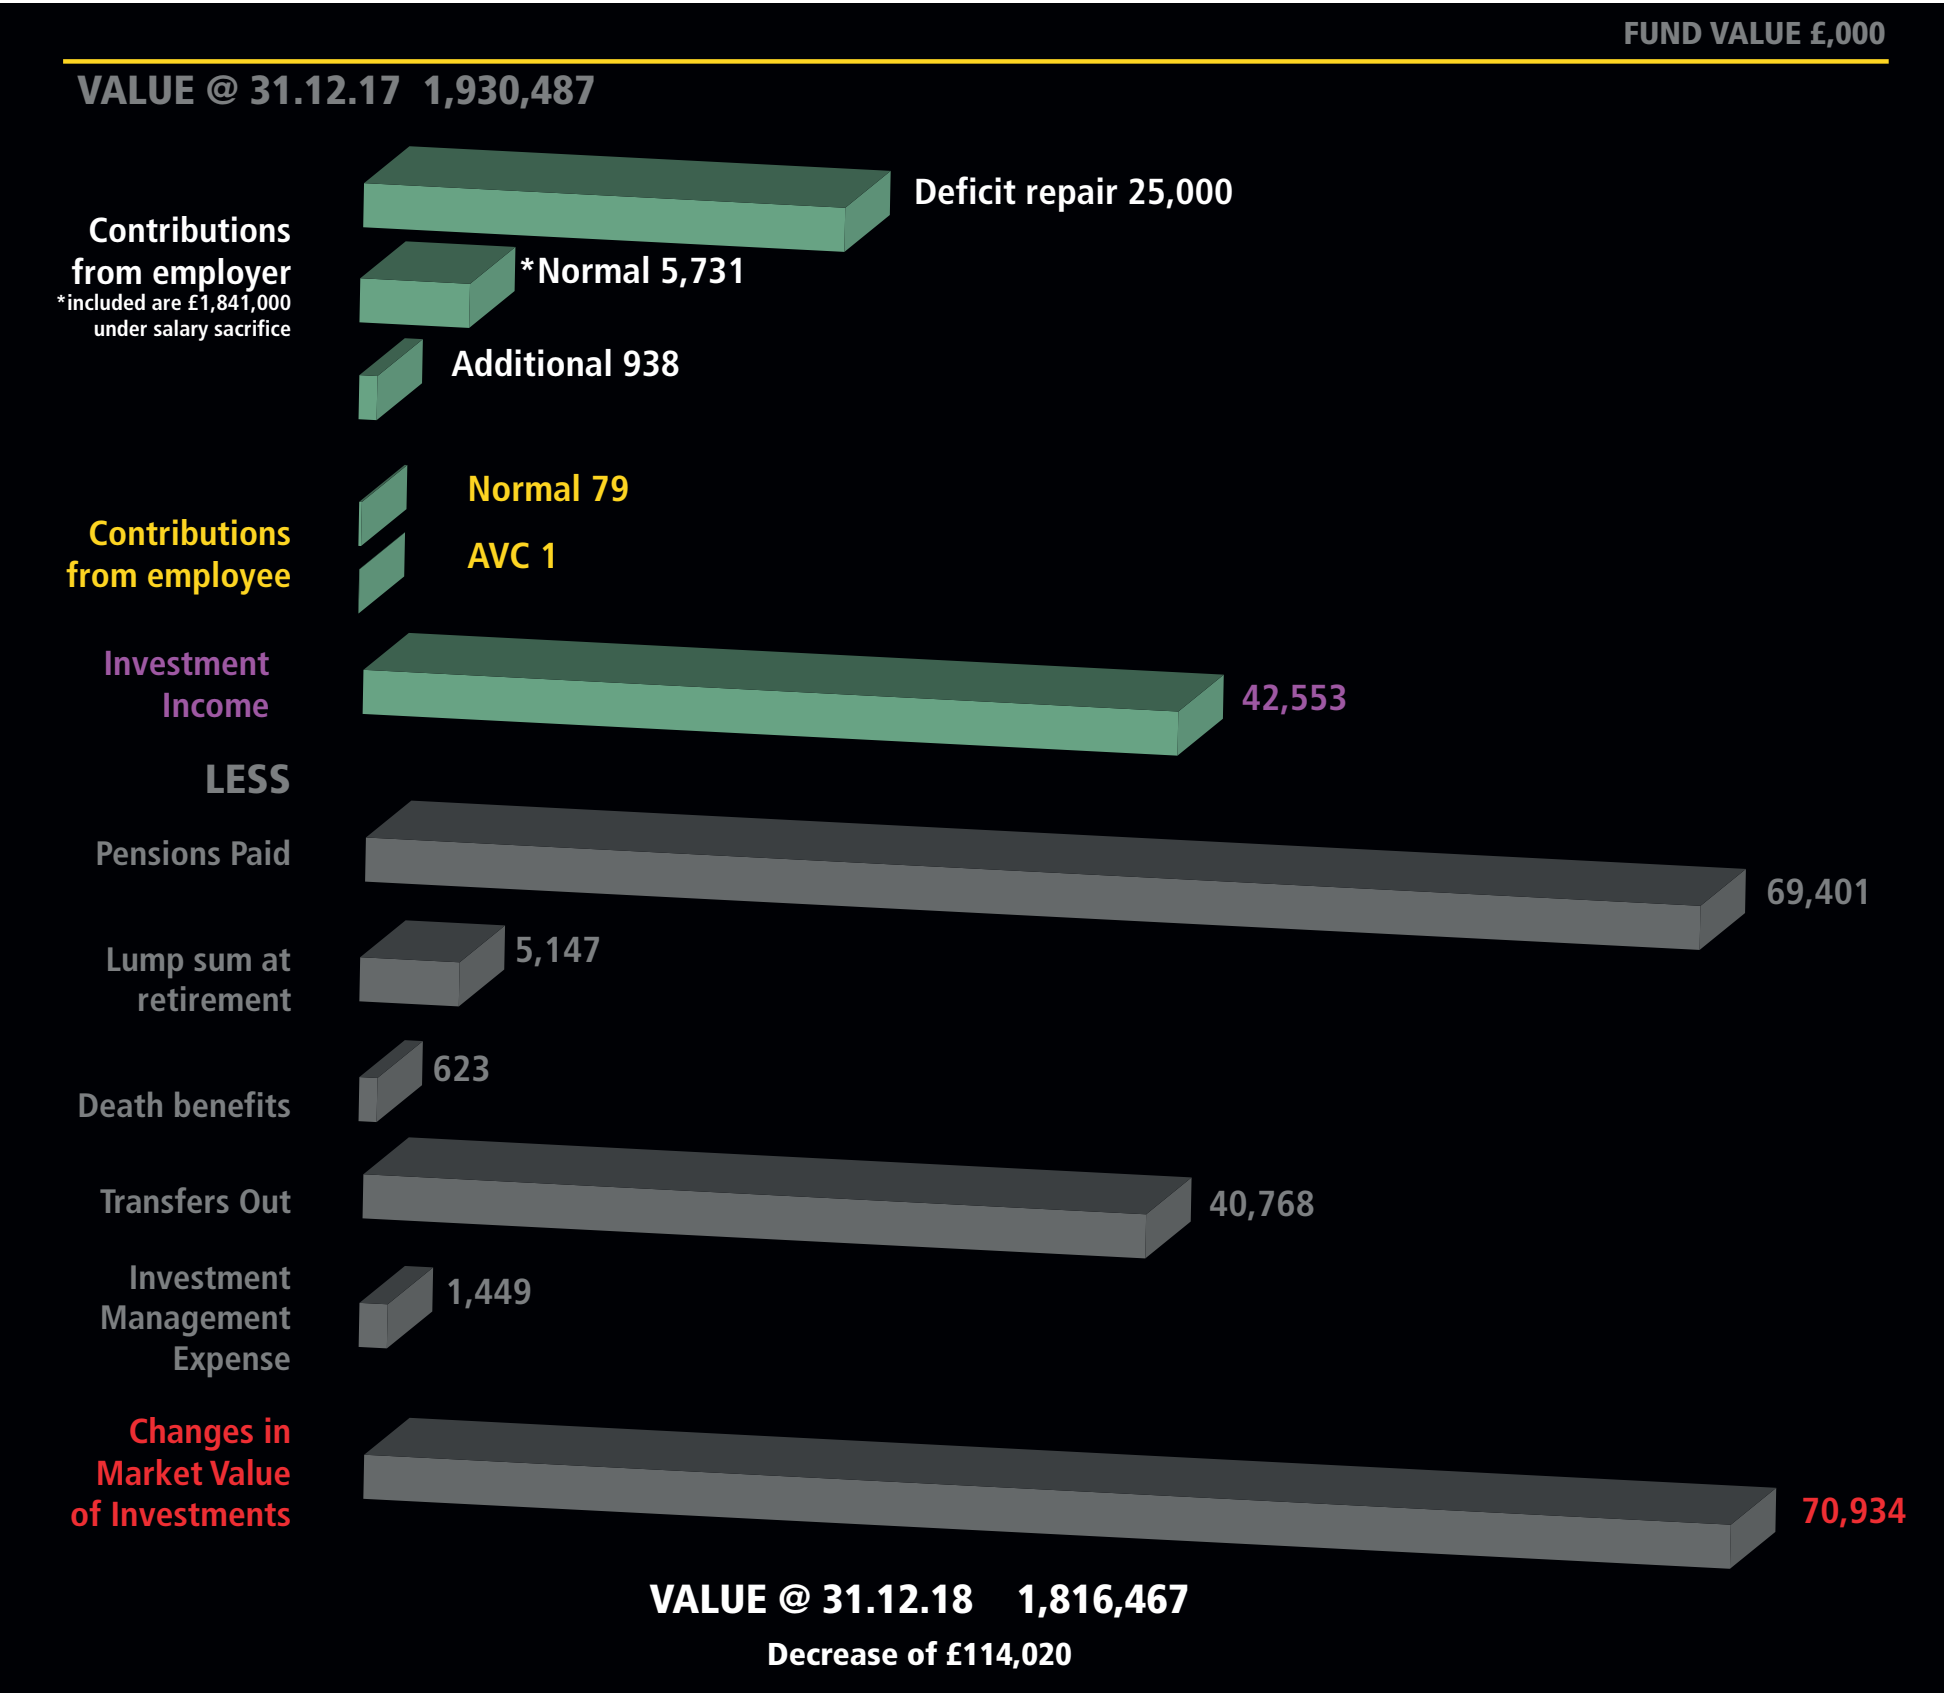 FUND VALUE £,000
VALUE @ 31.12.17 1,930,487
Deficit repair 25,000
Contributions
from employer
*included are £1,841,000
under salary sacrifice
*Normal 5,731
Additional 938
Contributions
from employee
Normal 79
AVC 1
Investment
Income
42,553
LESS
Pensions Paid
69,401
Lump sum at
retirement
5,147
Death benefits
623
Transfers Out
40,768
Investment
Management
Expense
1,449
Changes in
Market Value
of Investments
70,934
VALUE @ 31.12.18 1,816,467
Decrease of £114,020